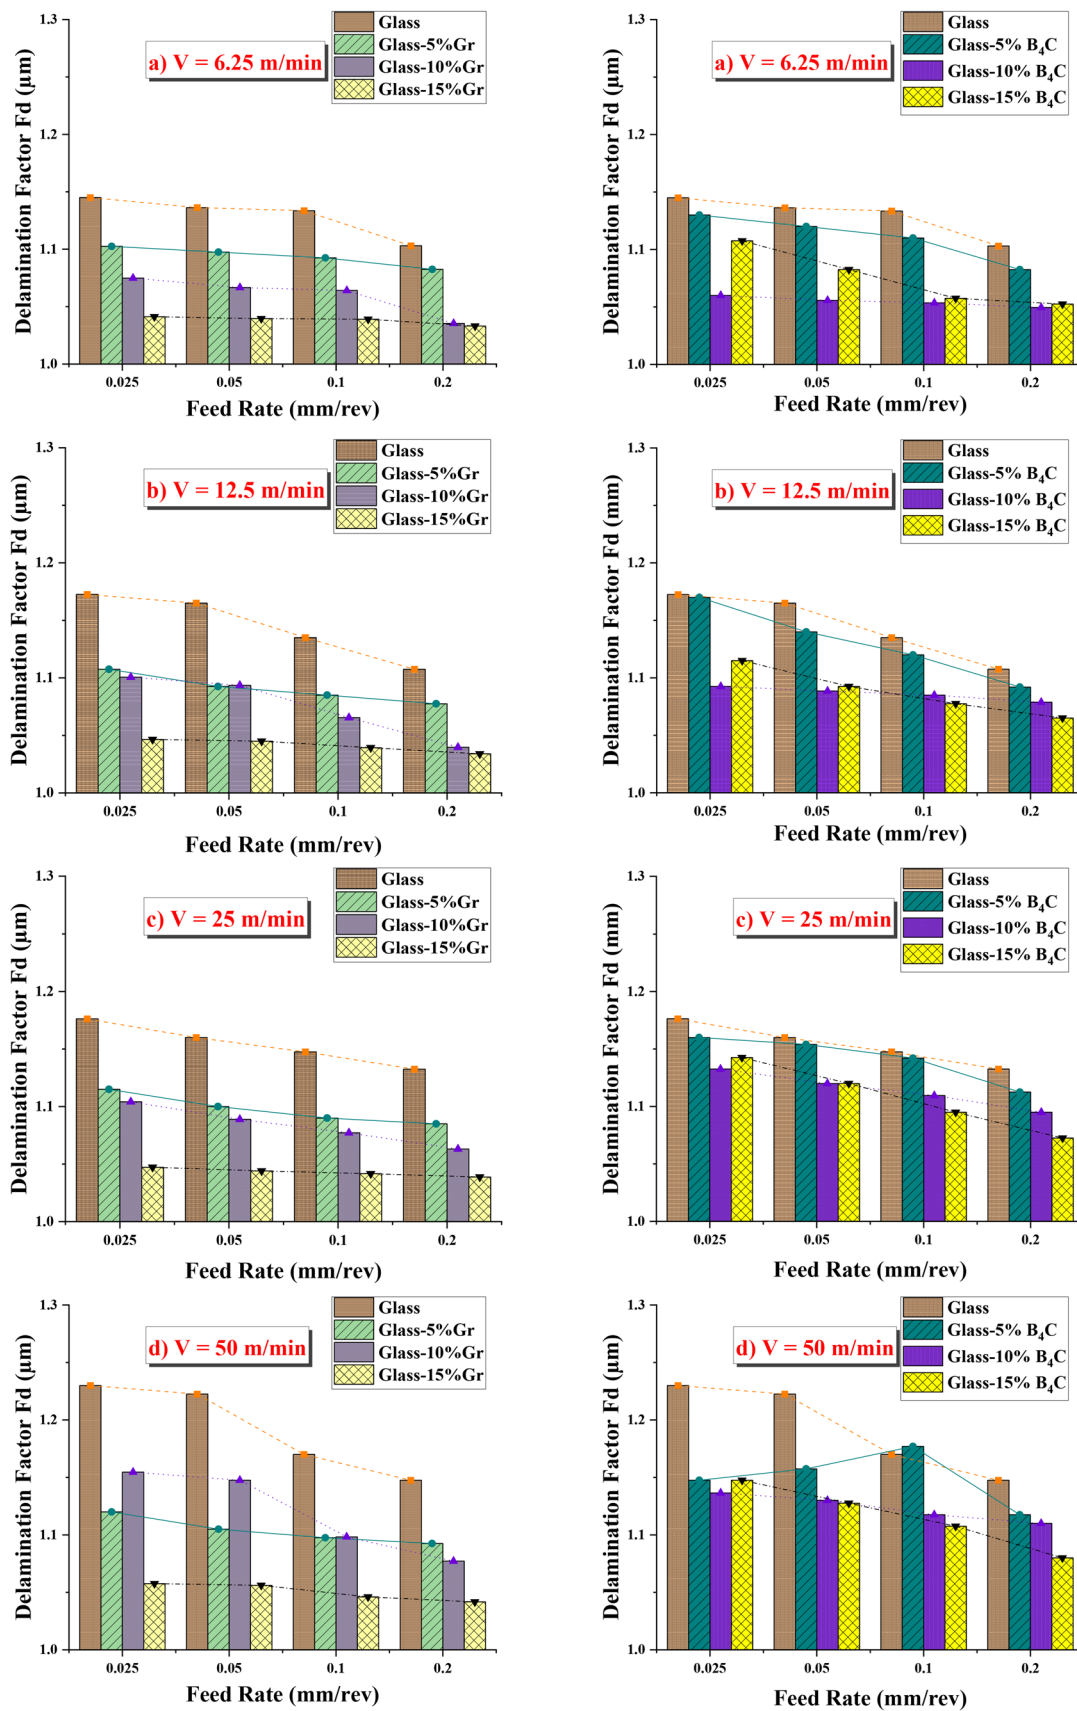 Delamination Factor Fd (μm)
1.3
1.2
1.1
1.0
a) V = 6.25 m/min
Glass
Glass-5%Gr
Glass-10%Gr
Glass-15%Gr
0.025 0.05 0.1 0.2
Feed Rate (mm/rev)
Delamination Factor Fd (μm)
1.3
1.2
1.1
1.0
a) V = 6.25 m/min
Glass
Glass-5% B₄C
Glass-10% B₄C
Glass-15% B₄C
0.025 0.05 0.1 0.2
Feed Rate (mm/rev)
Delamination Factor Fd (μm)
1.3
1.2
1.1
1.0
b) V = 12.5 m/min
Glass
Glass-5%Gr
Glass-10%Gr
Glass-15%Gr
0.025 0.05 0.1 0.2
Feed Rate (mm/rev)
Delamination Factor Fd (mm)
1.3
1.2
1.1
1.0
b) V = 12.5 m/min
Glass
Glass-5% B₄C
Glass-10% B₄C
Glass-15% B₄C
0.025 0.05 0.1 0.2
Feed Rate (mm/rev)
Delamination Factor Fd (μm)
1.3
1.2
1.1
1.0
c) V = 25 m/min
Glass
Glass-5%Gr
Glass-10%Gr
Glass-15%Gr
0.025 0.05 0.1 0.2
Feed Rate (mm/rev)
Delamination Factor Fd (mm)
1.3
1.2
1.1
1.0
c) V = 25 m/min
Glass
Glass-5% B₄C
Glass-10% B₄C
Glass-15% B₄C
0.025 0.05 0.1 0.2
Feed Rate (mm/rev)
Delamination Factor Fd (μm)
1.3
1.2
1.1
1.0
d) V = 50 m/min
Glass
Glass-5%Gr
Glass-10%Gr
Glass-15%Gr
0.025 0.05 0.1 0.2
Feed Rate (mm/rev)
Delamination Factor Fd (μm)
1.3
1.2
1.1
1.0
d) V = 50 m/min
Glass
Glass-5% B₄C
Glass-10% B₄C
Glass-15% B₄C
0.025 0.05 0.1 0.2
Feed Rate (mm/rev)